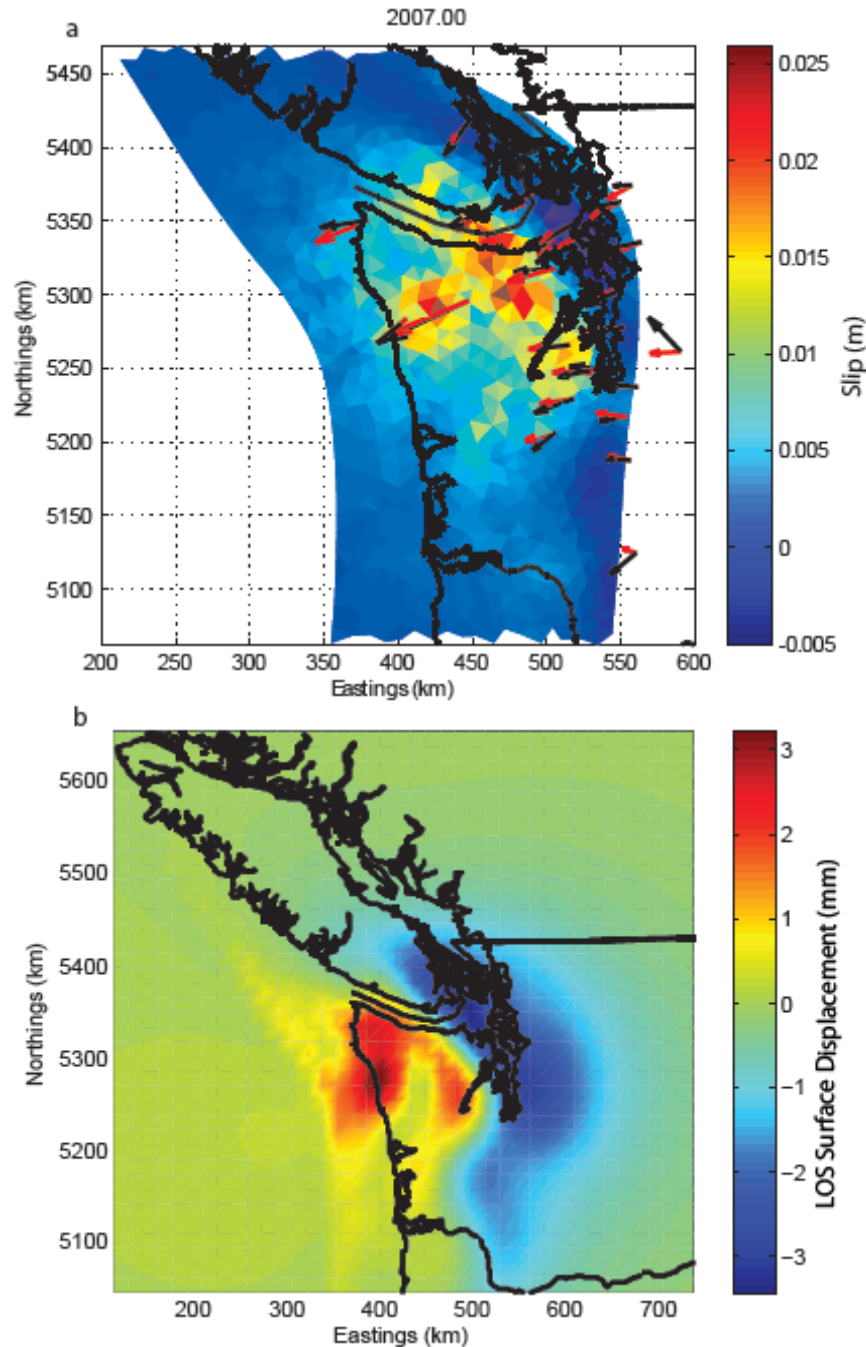 2007.00
a
5450
5400
5350
5300
5250
5200
5150
5100
Northings (km)
200 250 300 350 400 450 500 550 600
Eastings (km)
0.025
0.02
0.015
0.01
0.005
0
-0.005
Slip (m)
b
5600
5500
5400
5300
5200
5100
Northings (km)
200 300 400 500 600 700
Eastings (km)
3
2
1
0
-1
-2
-3
LOS Surface Displacement (mm)